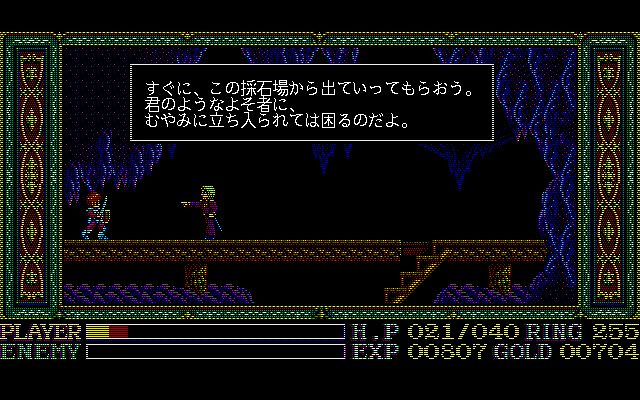 すぐに、この採石場から出ていってもらおう。
君のようなよそ者に、
むやみに立ち入られては困るのだよ。
PLAYER H.P 021/040 RING 255
ENEMY EXP 00807 GOLD 00704